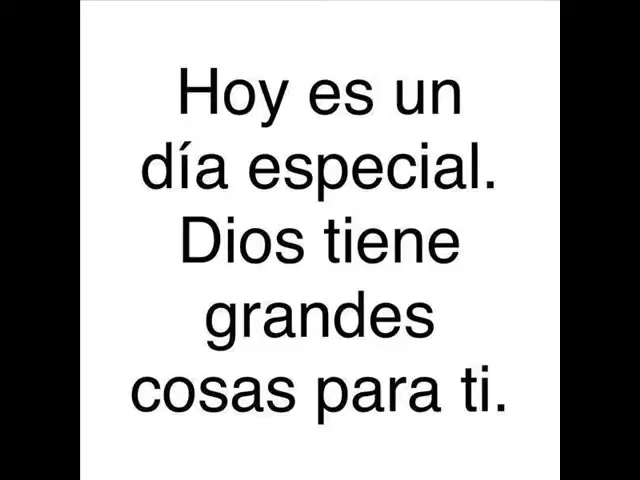 Hoy es un
día especial.
Dios tiene
grandes
cosas para ti.